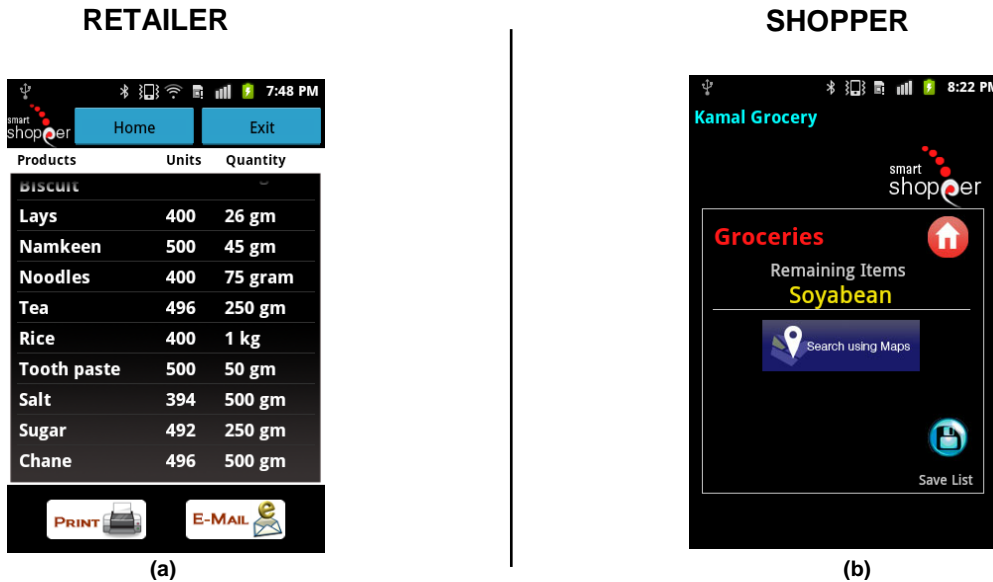 RETAILER
SHOPPER
7:48 PM
smart
shopper
Home
Exit
Products Units Quantity
Biscuit
Lays 400 26 gm
Namkeen 500 45 gm
Noodles 400 75 gram
Tea 496 250 gm
Rice 400 1 kg
Tooth paste 500 50 gm
Salt 394 500 gm
Sugar 492 250 gm
Chane 496 500 gm
PRINT
E-MAIL
(a)
8:22 PM
Kamal Grocery
smart
shopper
Groceries
Remaining Items
Soyabean
Search using Maps
Save List
(b)